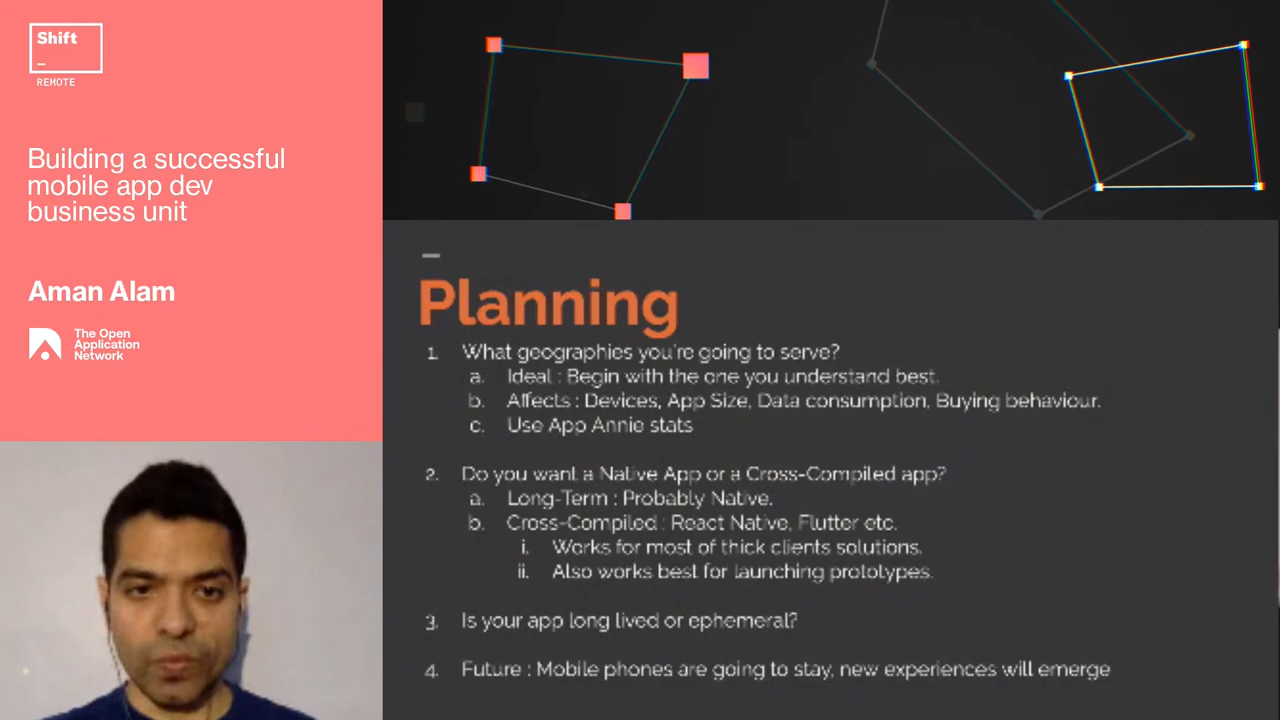 Shift
_
REMOTE
Building a successful
mobile app dev
business unit
Aman Alam
The Open
Application
Network
Planning
1. What geographies you're going to serve?
a. Ideal : Begin with the one you understand best.
b. Affects : Devices, App Size, Data consumption, Buying behaviour.
c. Use App Annie stats
2. Do you want a Native App or a Cross-Compiled app?
a. Long-Term : Probably Native.
b. Cross-Compiled : React Native, Flutter etc.
i. Works for most of thick clients solutions.
ii. Also works best for launching prototypes.
3. Is your app long lived or ephemeral?
4. Future : Mobile phones are going to stay, new experiences will emerge